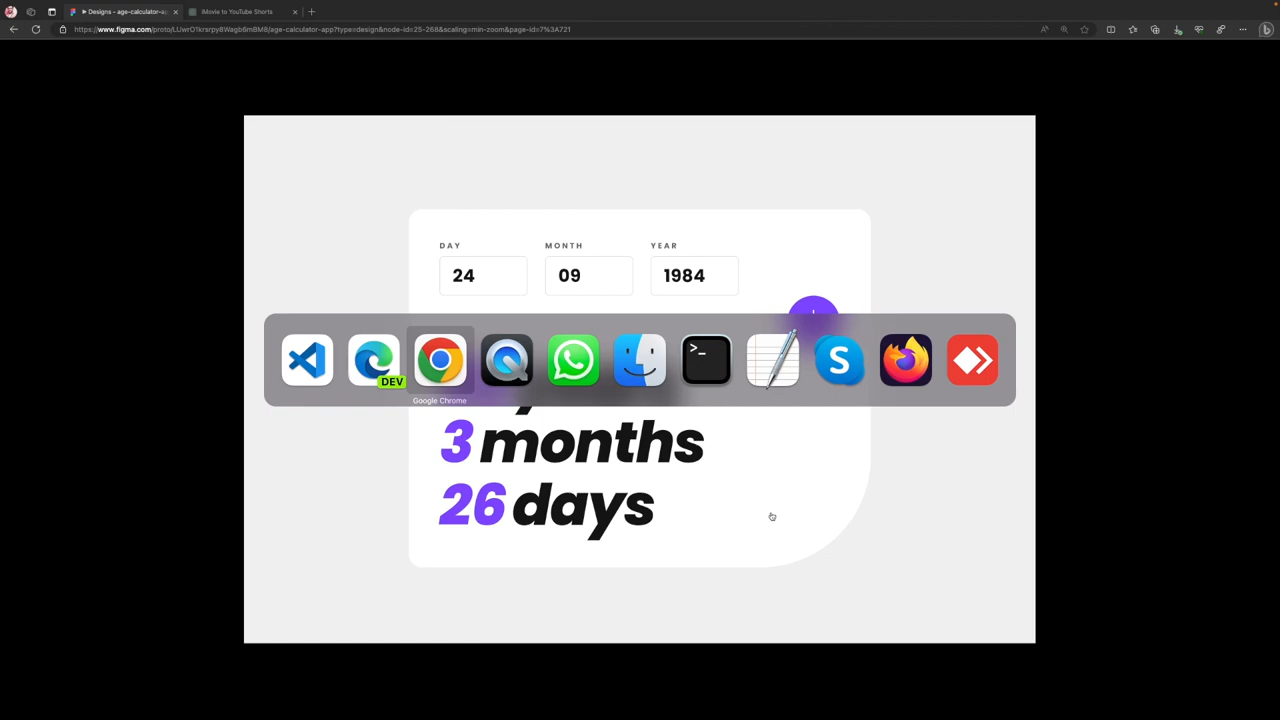 Designs – age-calculator-ap
iMovie to YouTube Shorts
https://www.figma.com/proto/LUwrO1krsrpy8Wagb6mBM8/age-calculator-app?type=design&node-id=25-268&scaling=min-zoom&page-id=7%3A721
DAY MONTH YEAR
24 09 1984
DEV
>_
S
Google Chrome
3 months
26 days